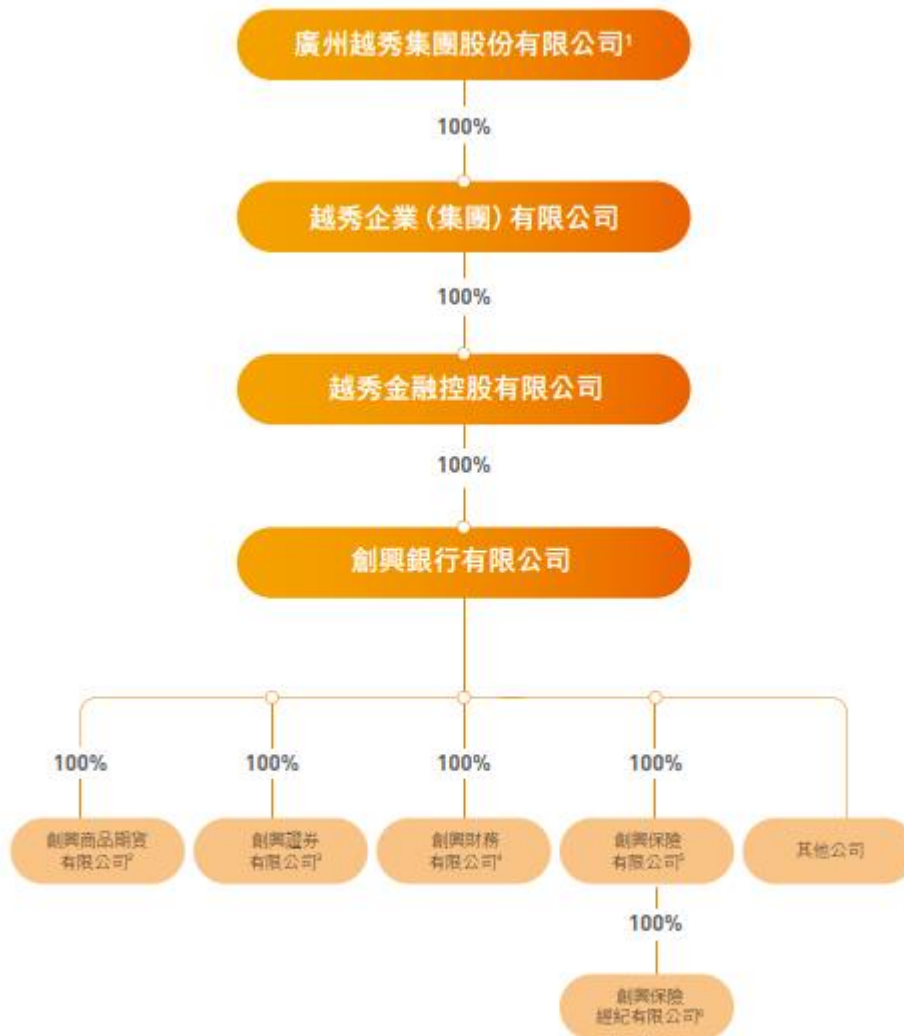 廣州越秀集團股份有限公司¹
100%
越秀企業（集團）有限公司
100%
越秀金融控股有限公司
100%
創興銀行有限公司
100%
100%
100%
100%
創興商品期貨
有限公司²
創興證券
有限公司³
創興財務
有限公司⁴
創興保險
有限公司⁵
其他公司
100%
創興保險
經紀有限公司⁶